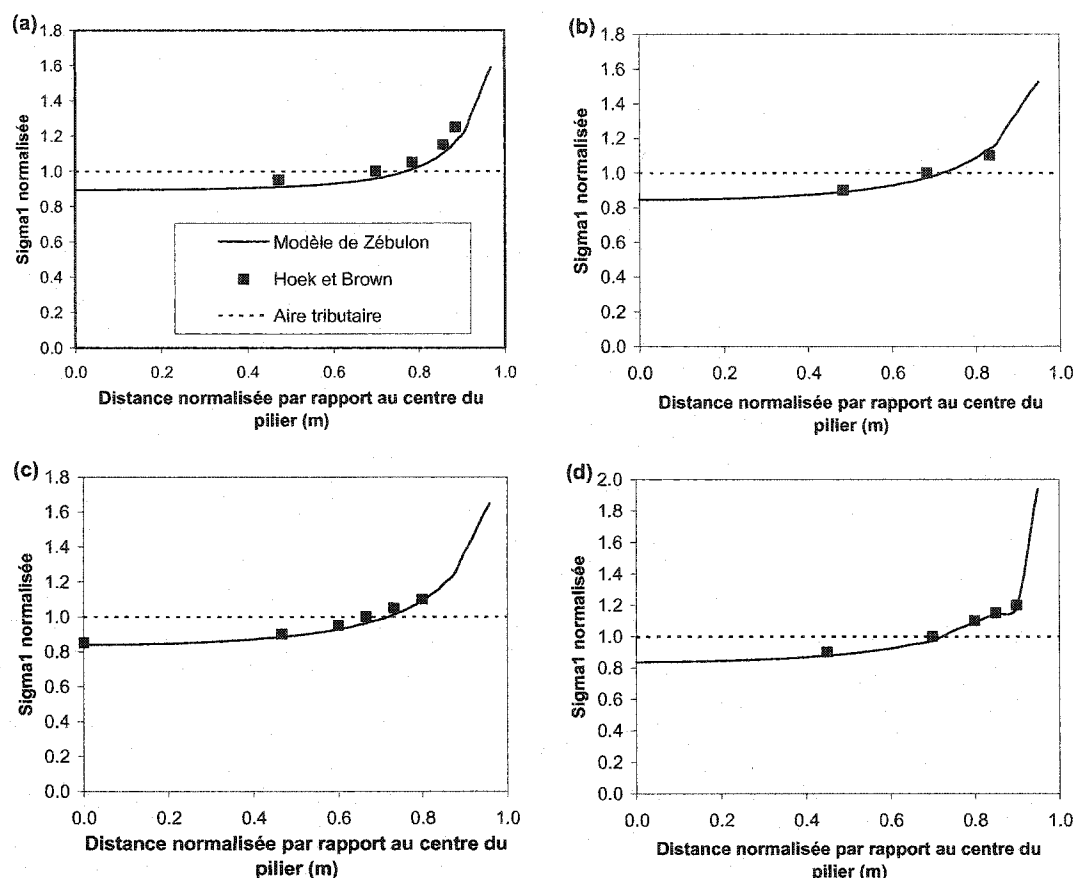 (a)
1.8
1.6
1.4
1.2
1.0
0.8
0.6
0.4
0.2
0.0
Sigma1 normalisée
Modèle de Zébulon
Hoek et Brown
Aire tributaire
0.0 0.2 0.4 0.6 0.8 1.0
Distance normalisée par rapport au centre du
pilier (m)
(b)
1.8
1.6
1.4
1.2
1.0
0.8
0.6
0.4
0.2
0.0
Sigma1 normalisée
0.0 0.2 0.4 0.6 0.8 1.0
Distance normalisée par rapport au centre du
pilier (m)
(c)
1.8
1.6
1.4
1.2
1.0
0.8
0.6
0.4
0.2
0.0
Sigma1 normalisée
0.0 0.2 0.4 0.6 0.8 1.0
Distance normalisée par rapport au centre du
pilier (m)
(d)
2.0
1.8
1.6
1.4
1.2
1.0
0.8
0.6
0.4
0.2
0.0
Sigma1 normalisée
0.0 0.2 0.4 0.6 0.8 1.0
Distance normalisée par rapport au centre du
pilier (m)